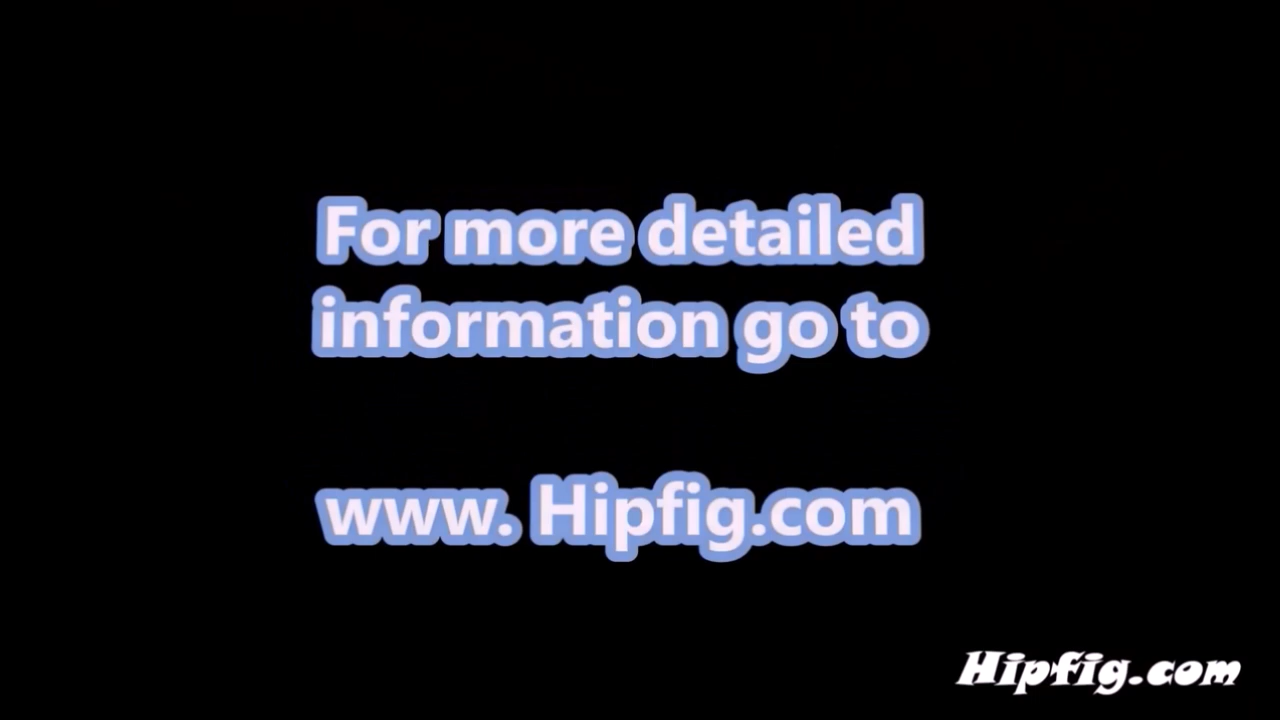 For more detailed
information go to
www. Hipfig.com
Hipfig.com